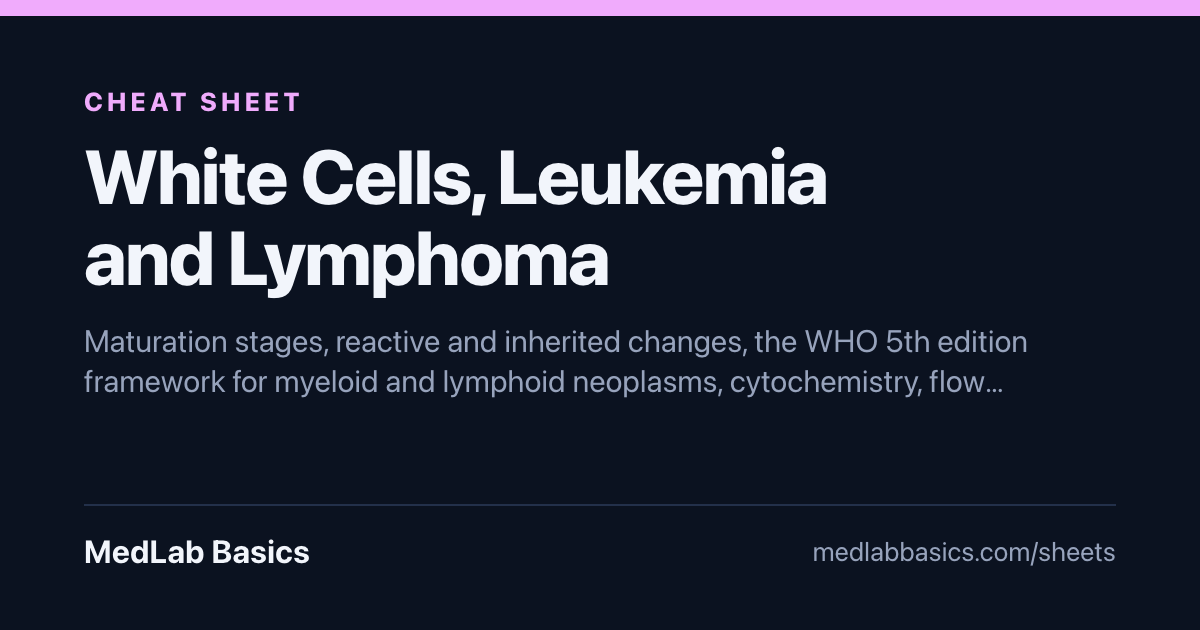 CHEAT SHEET
White Cells, Leukemia
and Lymphoma
Maturation stages, reactive and inherited changes, the WHO 5th edition
framework for myeloid and lymphoid neoplasms, cytochemistry, flow…
MedLab Basics
medlabbasics.com/sheets